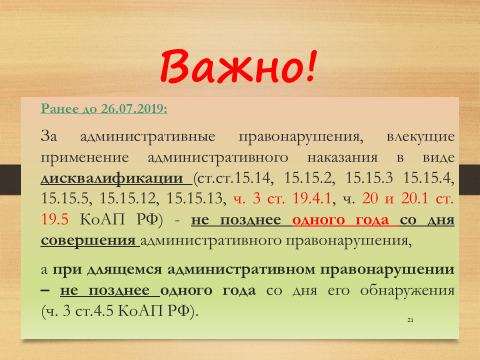 Важно!
Ранее до 26.07.2019:
За административные правонарушения, влекущие
применение административного наказания в виде
дисквалификации (ст.ст.15.14, 15.15.2, 15.15.3 15.15.4,
15.15.5, 15.15.12, 15.15.13, ч. 3 ст. 19.4.1, ч. 20 и 20.1 ст.
19.5 КоАП РФ) - не позднее одного года со дня
совершения административного правонарушения,
а при длящемся административном правонарушении
– не позднее одного года со дня его обнаружения
(ч. 3 ст.4.5 КоАП РФ).
21